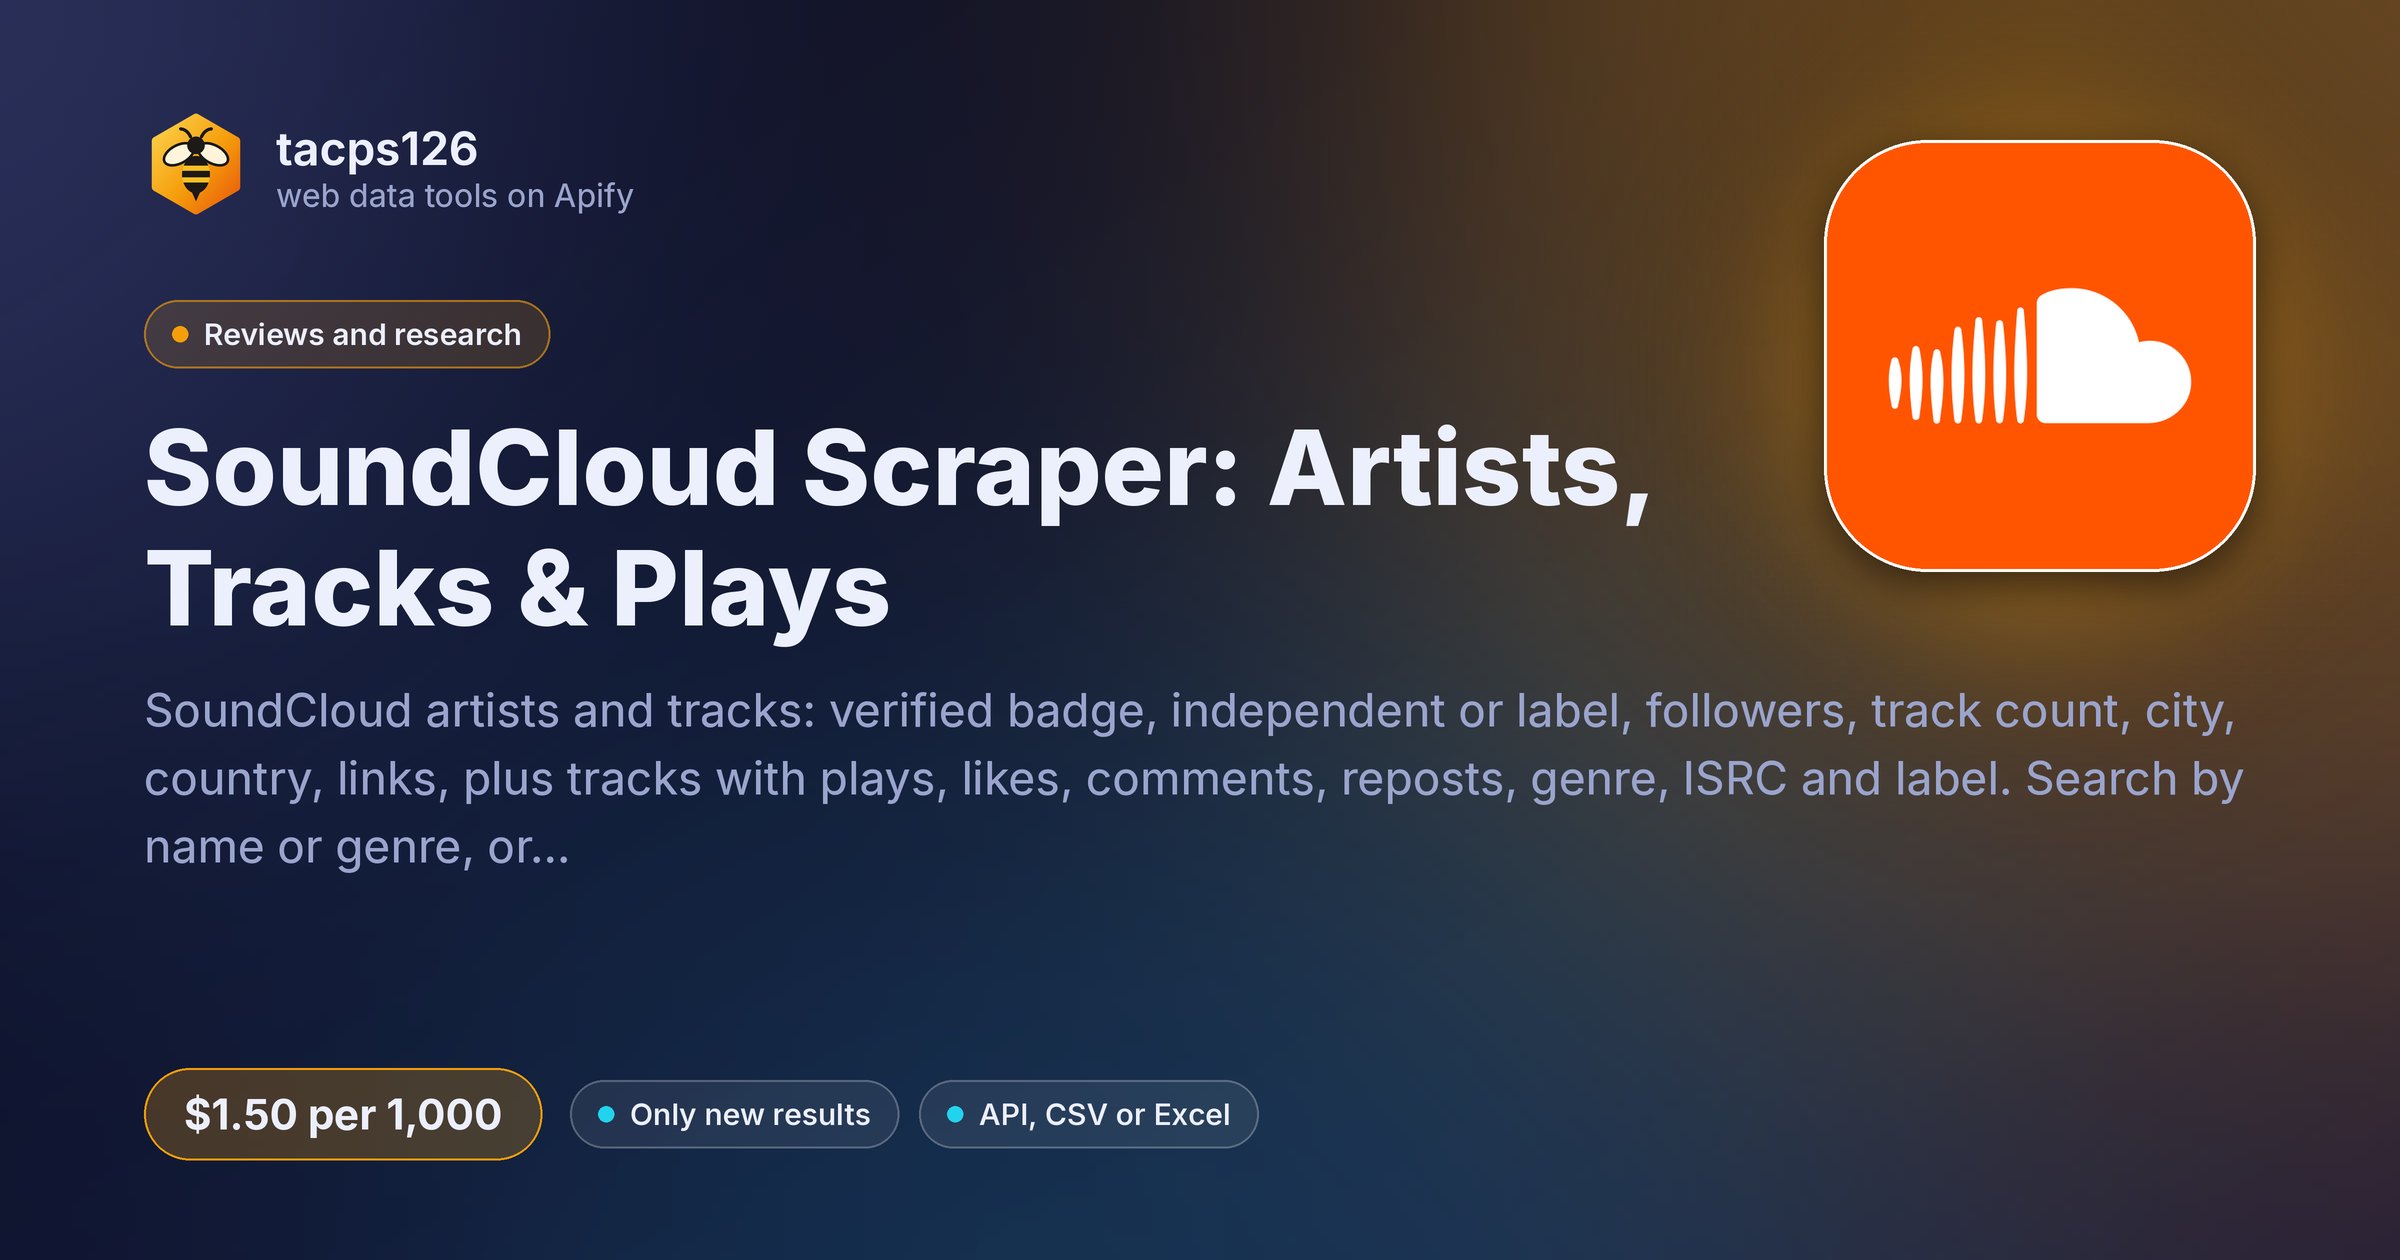 tacps126
web data tools on Apify
Reviews and research
SoundCloud Scraper: Artists,
Tracks & Plays
SoundCloud artists and tracks: verified badge, independent or label, followers, track count, city,
country, links, plus tracks with plays, likes, comments, reposts, genre, ISRC and label. Search by
name or genre, or...
$1.50 per 1,000
Only new results
API, CSV or Excel